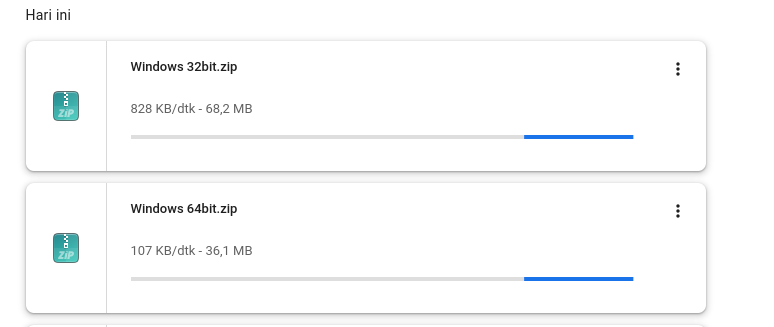 Hari ini
Windows 32bit.zip
828 KB/dtk - 68,2 MB
ZiP
Windows 64bit.zip
107 KB/dtk - 36,1 MB
ZiP